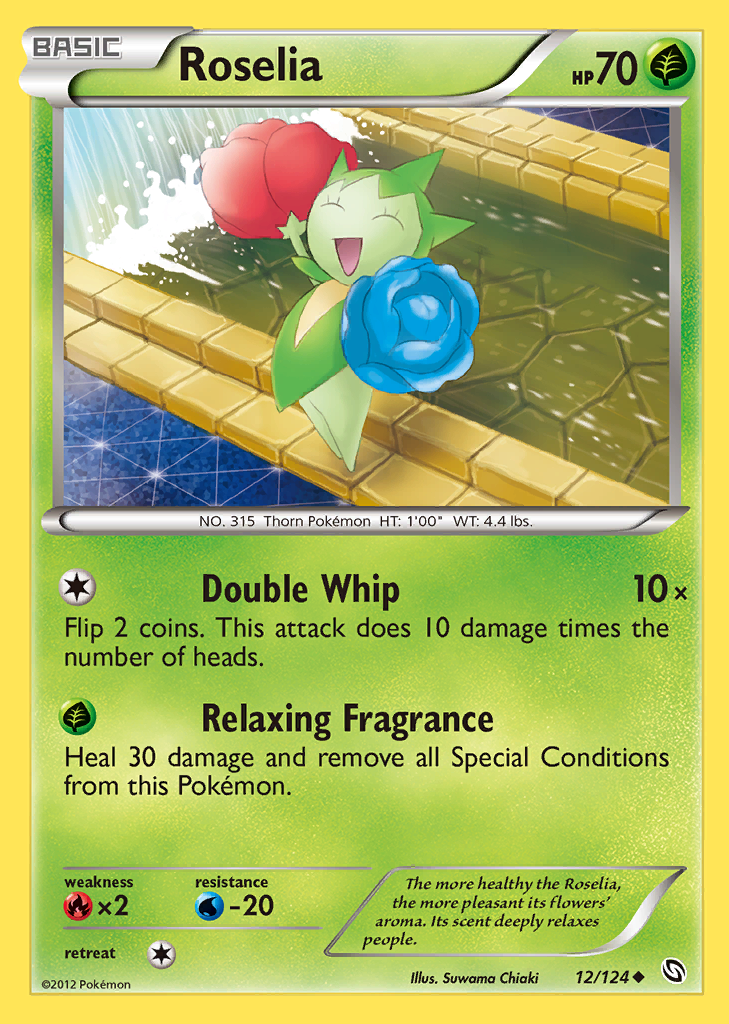 BASIC
Roselia
HP 70
NO. 315 Thorn Pokémon HT: 1'00" WT: 4.4 lbs.
Double Whip 10×
Flip 2 coins. This attack does 10 damage times the
number of heads.
Relaxing Fragrance
Heal 30 damage and remove all Special Conditions
from this Pokémon.
weakness
×2
resistance
-20
retreat
The more healthy the Roselia,
the more pleasant its flowers'
aroma. Its scent deeply relaxes
people.
©2012 Pokémon
Illus. Suwama Chiaki
12/124